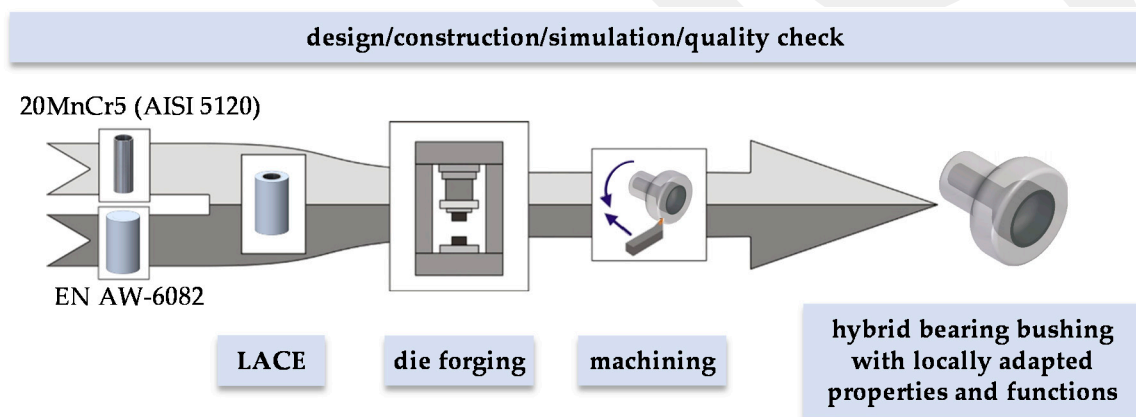 design/construction/simulation/quality check
20MnCr5 (AISI 5120)
EN AW-6082
LACE
die forging
machining
hybrid bearing bushing
with locally adapted
properties and functions